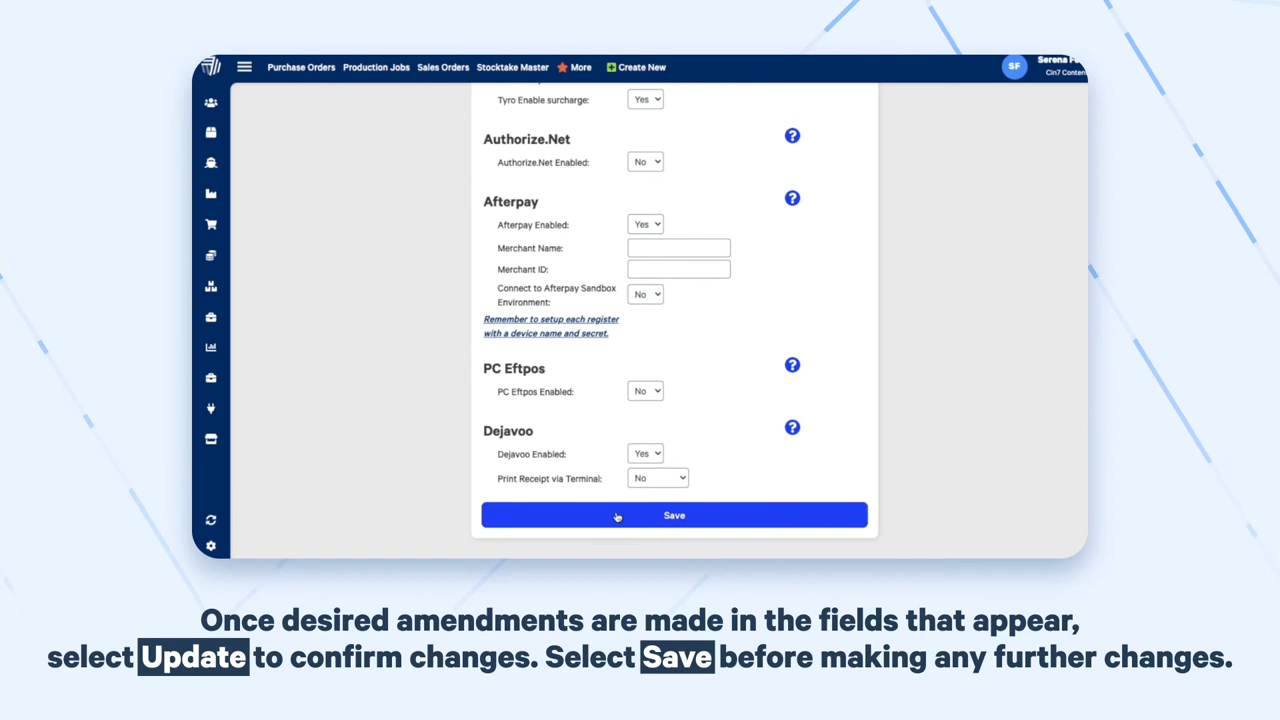 Purchase Orders Production Jobs Sales Orders Stocktake Master More Create New
SF
Serena
Cin7
Tyro Enable surcharge: Yes
Authorize.Net
?
Authorize.Net Enabled: No
Afterpay
?
Afterpay Enabled: Yes
Merchant Name:
Merchant ID:
Connect to Afterpay Sandbox
Environment: No
Remember to setup each register
with a device name and secret.
PC Eftpos
?
PC Eftpos Enabled: No
Dejavoo
?
Dejavoo Enabled: Yes
Print Receipt via Terminal: No
Save
Once desired amendments are made in the fields that appear,
select Update to confirm changes. Select Save before making any further changes.